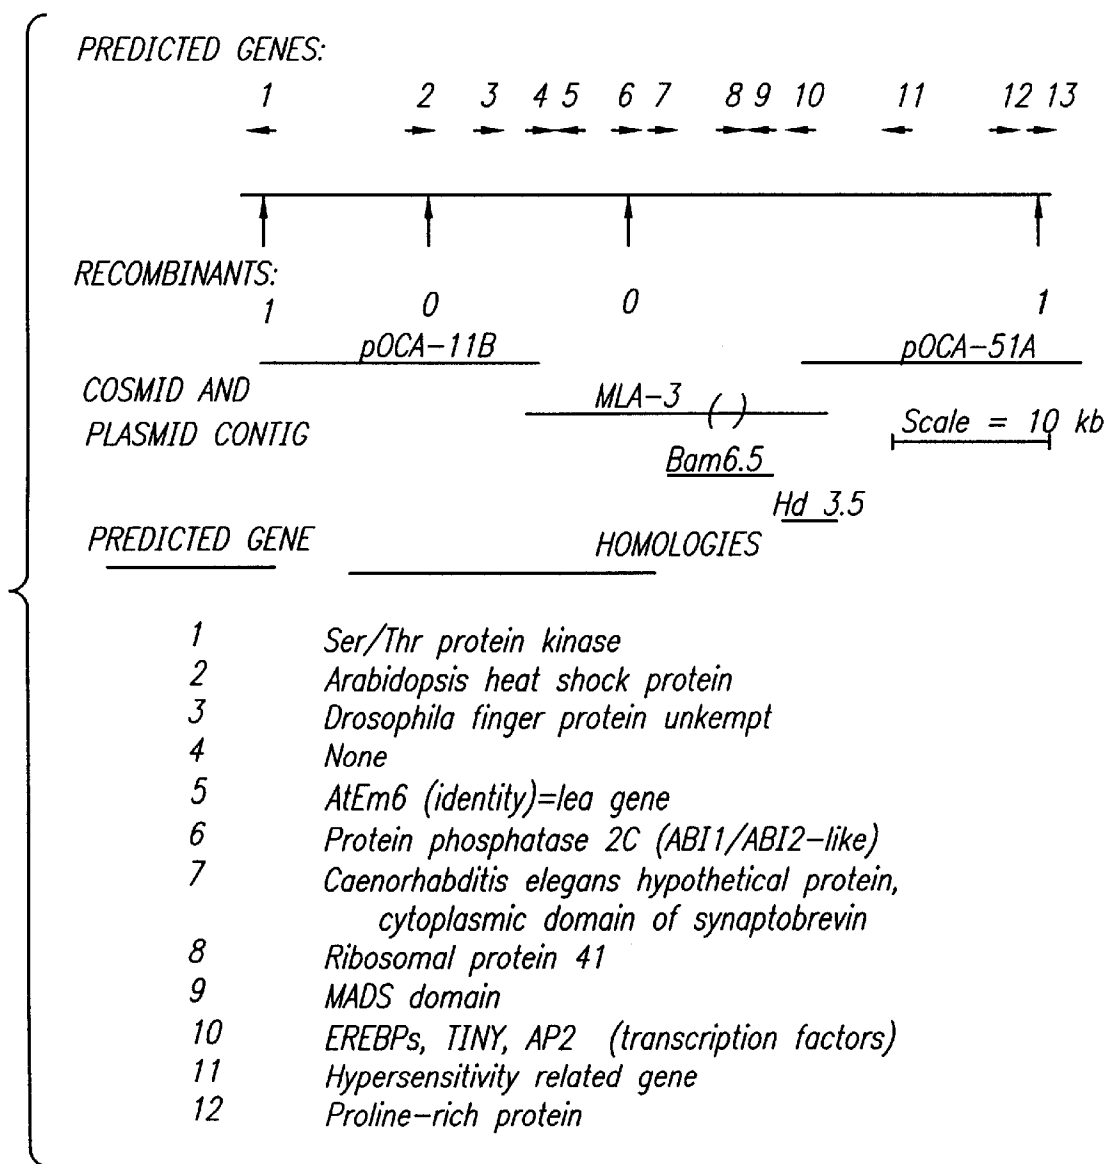 PREDICTED GENES:
1 2 3 4 5 6 7 8 9 10 11 12 13
RECOMBINANTS:
1 0 0 1
pOCA-11B pOCA-51A
COSMID AND MLA-3 ( )
PLASMID CONTIG Scale = 10 kb
Bam6.5
Hd 3.5
PREDICTED GENE HOMOLOGIES
1 Ser/Thr protein kinase
2 Arabidopsis heat shock protein
3 Drosophila finger protein unkempt
4 None
5 AtEm6 (identity)=lea gene
6 Protein phosphatase 2C (ABI1/ABI2-like)
7 Caenorhabditis elegans hypothetical protein,
cytoplasmic domain of synaptobrevin
8 Ribosomal protein 41
9 MADS domain
10 EREBPs, TINY, AP2 (transcription factors)
11 Hypersensitivity related gene
12 Proline-rich protein